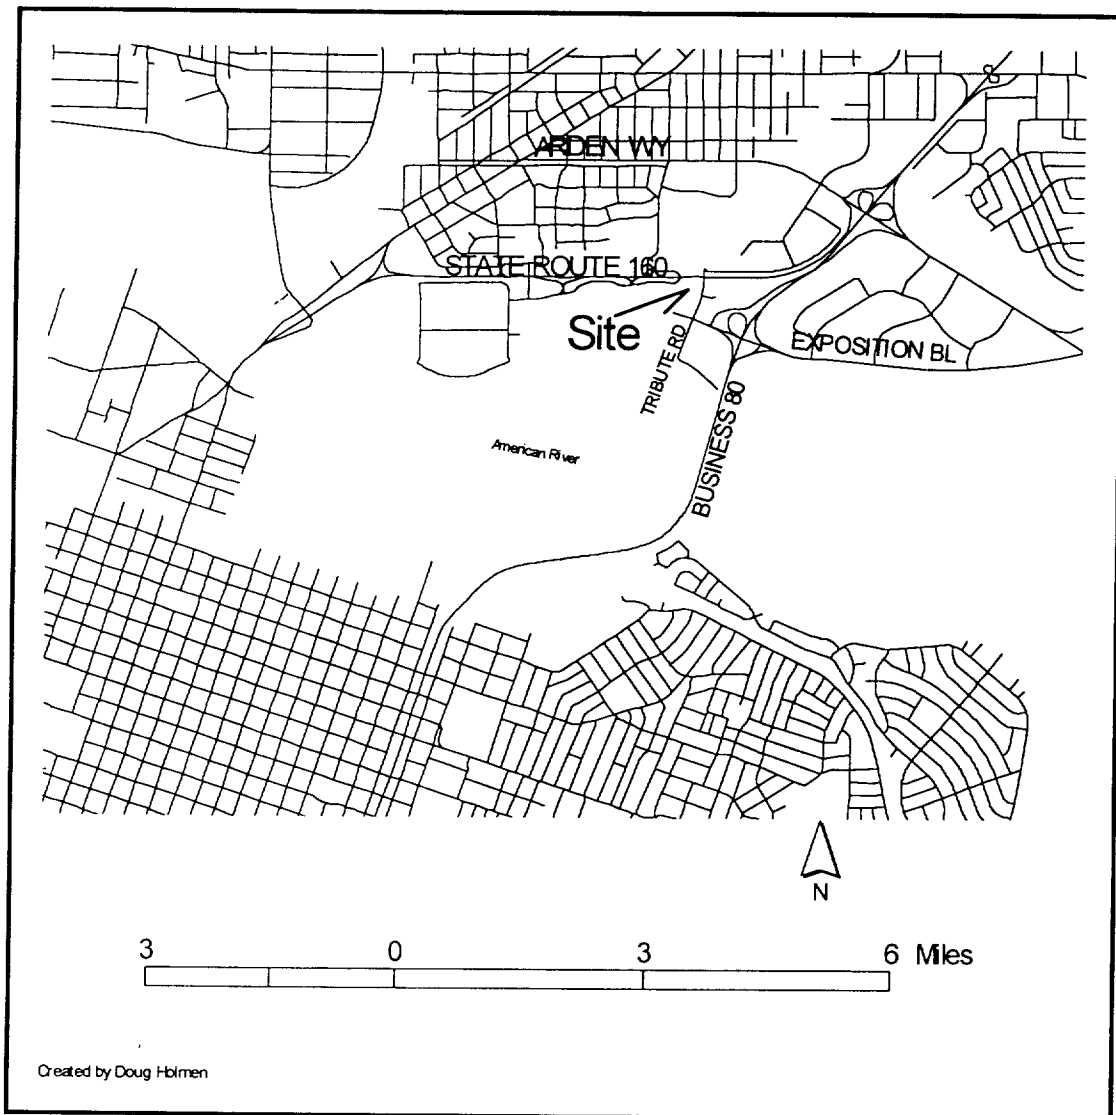 ARDEN WY
STATE ROUTE 160
Site
TRIBUTE RD
EXPOSITION BL
BUSINESS 80
American River
N
3 0 3 6 Miles
Created by Doug Holmen